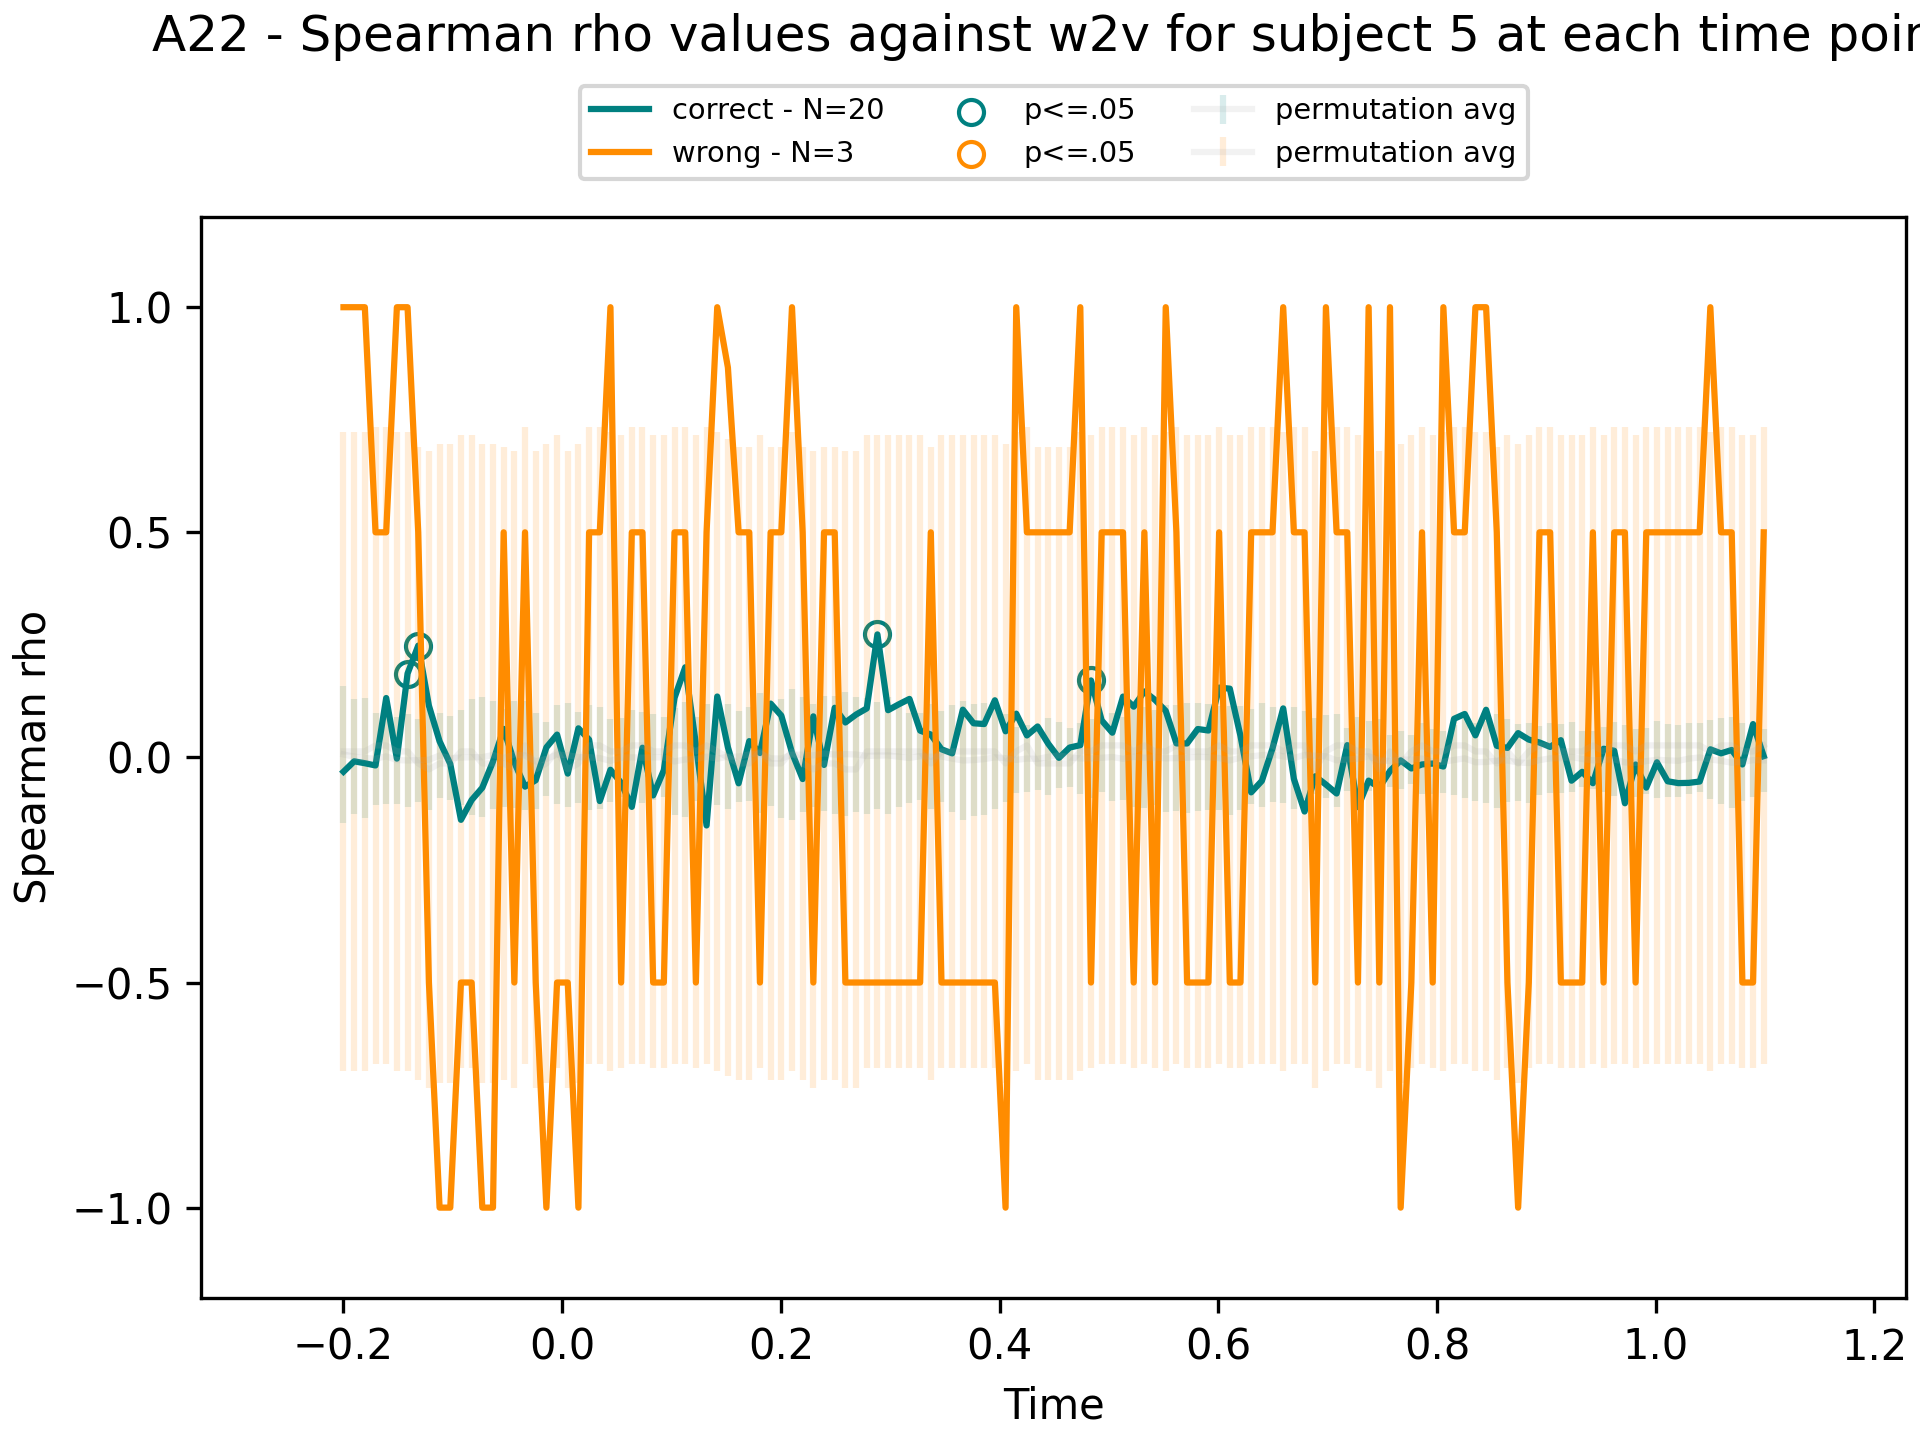 A22 - Spearman rho values against w2v for subject 5 at each time poin
correct - N=20 p<=.05 permutation avg
wrong - N=3 p<=.05 permutation avg
Spearman rho
1.0
0.5
0.0
−0.5
−1.0
−0.2 0.0 0.2 0.4 0.6 0.8 1.0 1.2
Time